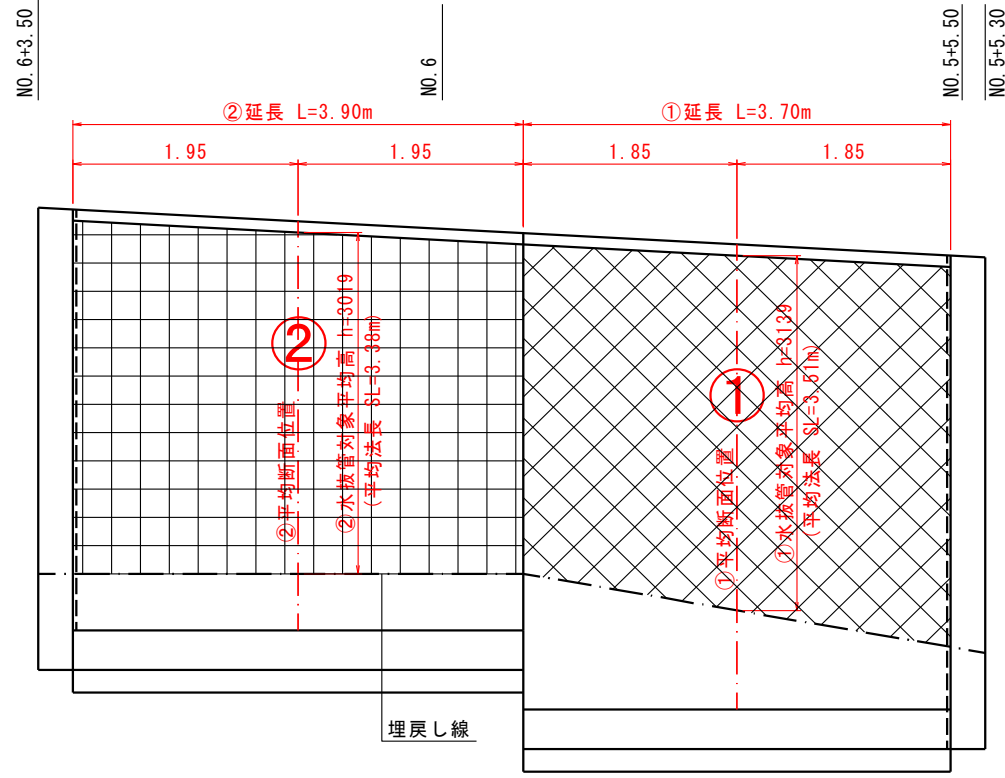 NO.6+3.50
NO.6
NO.5+5.50
NO.5+5.30
②延長 L=3.90m
①延長 L=3.70m
1.95
1.95
1.85
1.85
②
②平均断面位置
②水抜管対象平均高 h=3019
(平均法長 SL=3.38m)
①
①平均断面位置
①水抜管対象平均高 h=3139
(平均法長 SL=3.51m)
埋戻し線